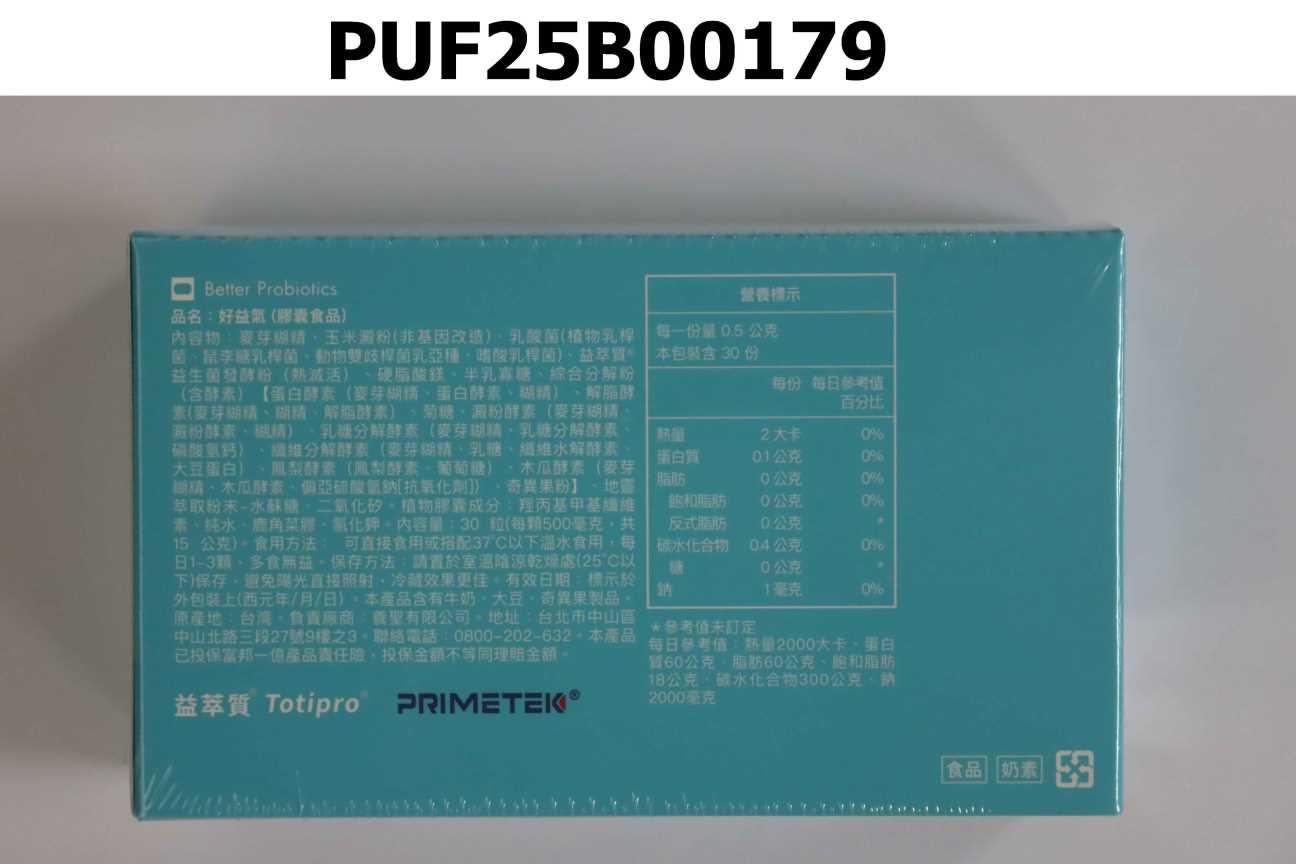 PUF25B00179
Better Probiotics
品名：好益氣 (膠囊食品)
內容物：麥芽糊精、玉米澱粉(非基因改造)、乳酸菌(植物乳桿
菌、鼠李糖乳桿菌、動物雙歧桿菌乳亞種、嗜酸乳桿菌)、益萃質®
益生菌發酵粉（熱滅活）、硬脂酸鎂、半乳寡糖、綜合分解粉
（含酵素）【蛋白酵素（麥芽糊精、蛋白酵素、糊精）、解脂酵
素(麥芽糊精、糊精、解脂酵素）、菊糖、澱粉酵素（麥芽糊精、
澱粉酵素、糊精）、乳糖分解酵素（麥芽糊精、乳糖分解酵素、
磷酸氫鈣）、纖維分解酵素（麥芽糊精、乳糖、纖維水解酵素、
大豆蛋白）、鳳梨酵素（鳳梨酵素、葡萄糖）、木瓜酵素（麥芽
糊精、木瓜酵素、偏亞硫酸氫鈉[抗氧化劑]）、奇異果粉】、地靈
萃取粉末-水蘇糖、二氧化矽。植物膠囊成分：羥丙基甲基纖維
素、純水、鹿角菜膠、氯化鉀。內容量：30 粒(每顆500毫克，共
15 公克)。食用方法： 可直接食用或搭配37°C以下溫水食用，每
日1-3顆，多食無益。保存方法：請置於室溫陰涼乾燥處(25°C以
下)保存，避免陽光直接照射，冷藏效果更佳。有效日期：標示於
外包裝上(西元年/月/日)。本產品含有牛奶、大豆、奇異果製品。
原產地：台灣。負責廠商：養聖有限公司。地址：台北市中山區
中山北路三段27號9樓之3。聯絡電話：0800-202-632。本產品
已投保富邦一億產品責任險，投保金額不等同理賠金額。
益萃質® Totipro® PRIMETEK®
營養標示
每一份量 0.5 公克
本包裝含 30 份
每份 每日參考值
百分比
熱量 2 大卡 0%
蛋白質 0.1 公克 0%
脂肪 0 公克 0%
飽和脂肪 0 公克 0%
反式脂肪 0 公克 *
碳水化合物 0.4 公克 0%
糖 0 公克 *
鈉 1 毫克 0%
＊參考值未訂定
每日參考值：熱量2000大卡、蛋白
質60公克、脂肪60公克、飽和脂肪
18公克、碳水化合物300公克、鈉
2000毫克
食品 奶素